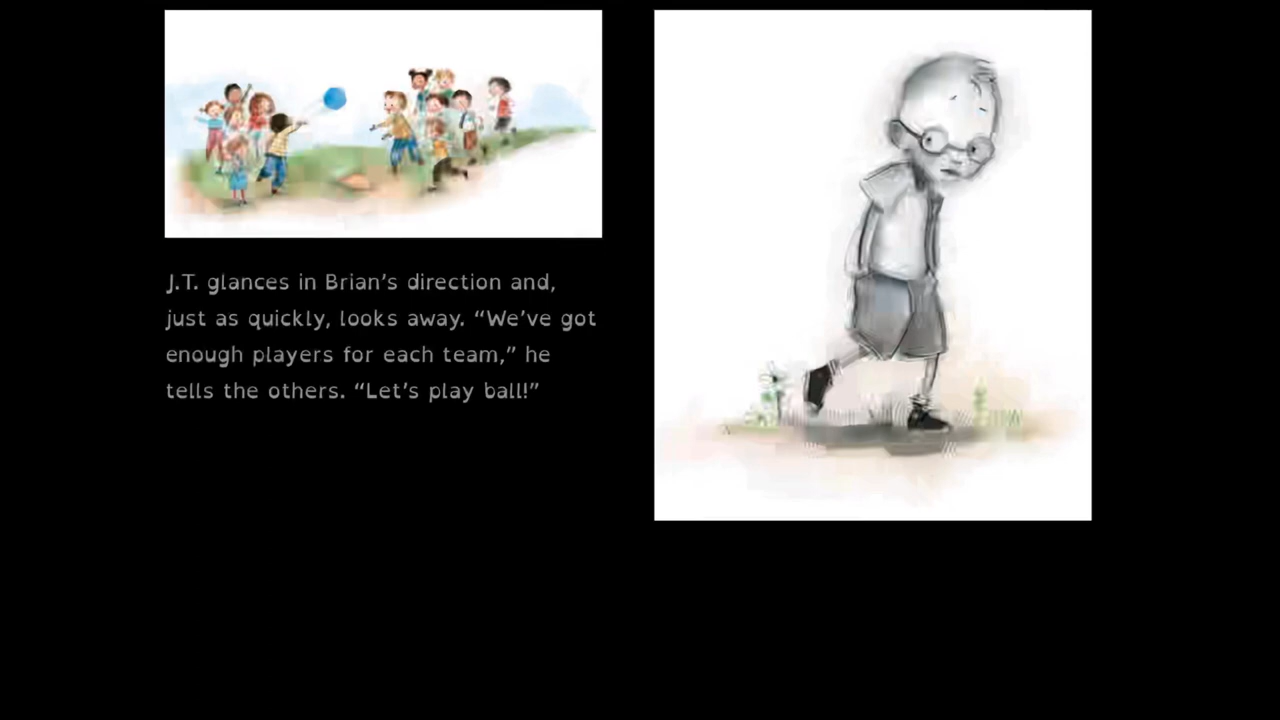 J.T. glances in Brian’s direction and,
just as quickly, looks away. “We’ve got
enough players for each team,” he
tells the others. “Let’s play ball!”